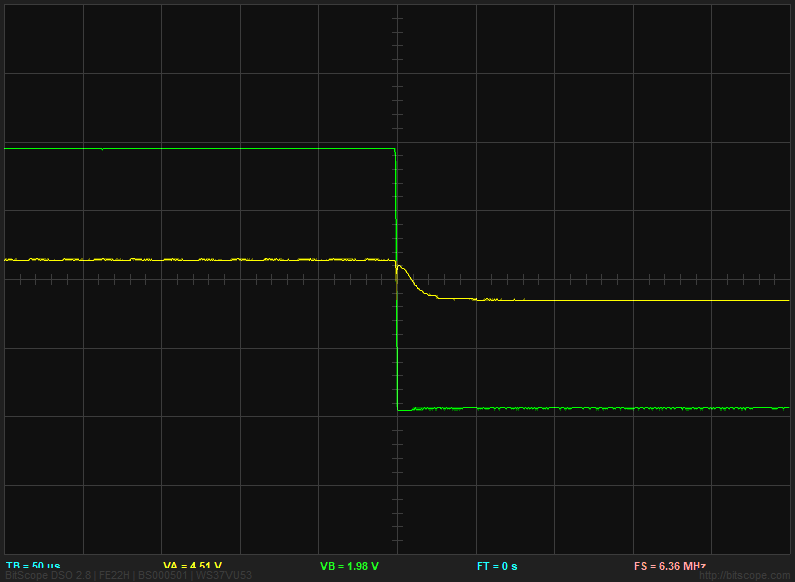 TB = 50 us VA = 4.51 V VB = 1.98 V FT = 0 s FS = 6.36 MHz
BitScope DSO 2.8 | FE22H | BS000501 | WS37VU53 http://bitscope.com